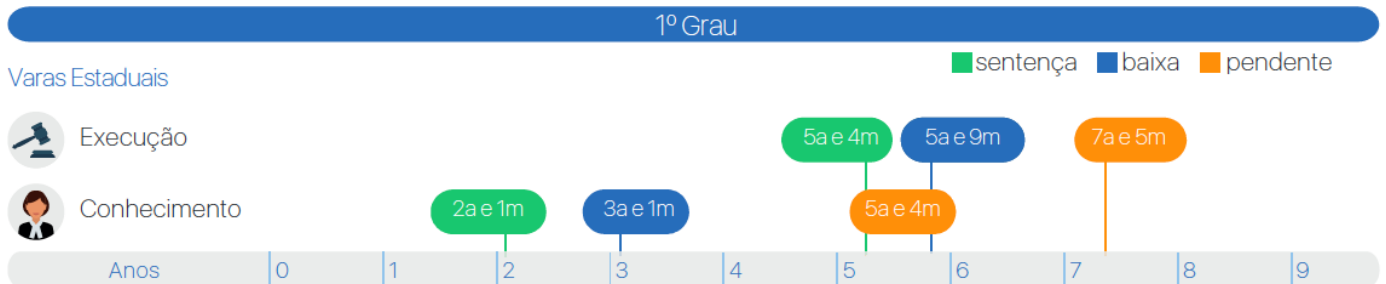 1º Grau
sentença baixa pendente
Varas Estaduais
Execução 5a e 4m 5a e 9m 7a e 5m
Conhecimento 2a e 1m 3a e 1m 5a e 4m
Anos 0 1 2 3 4 5 6 7 8 9